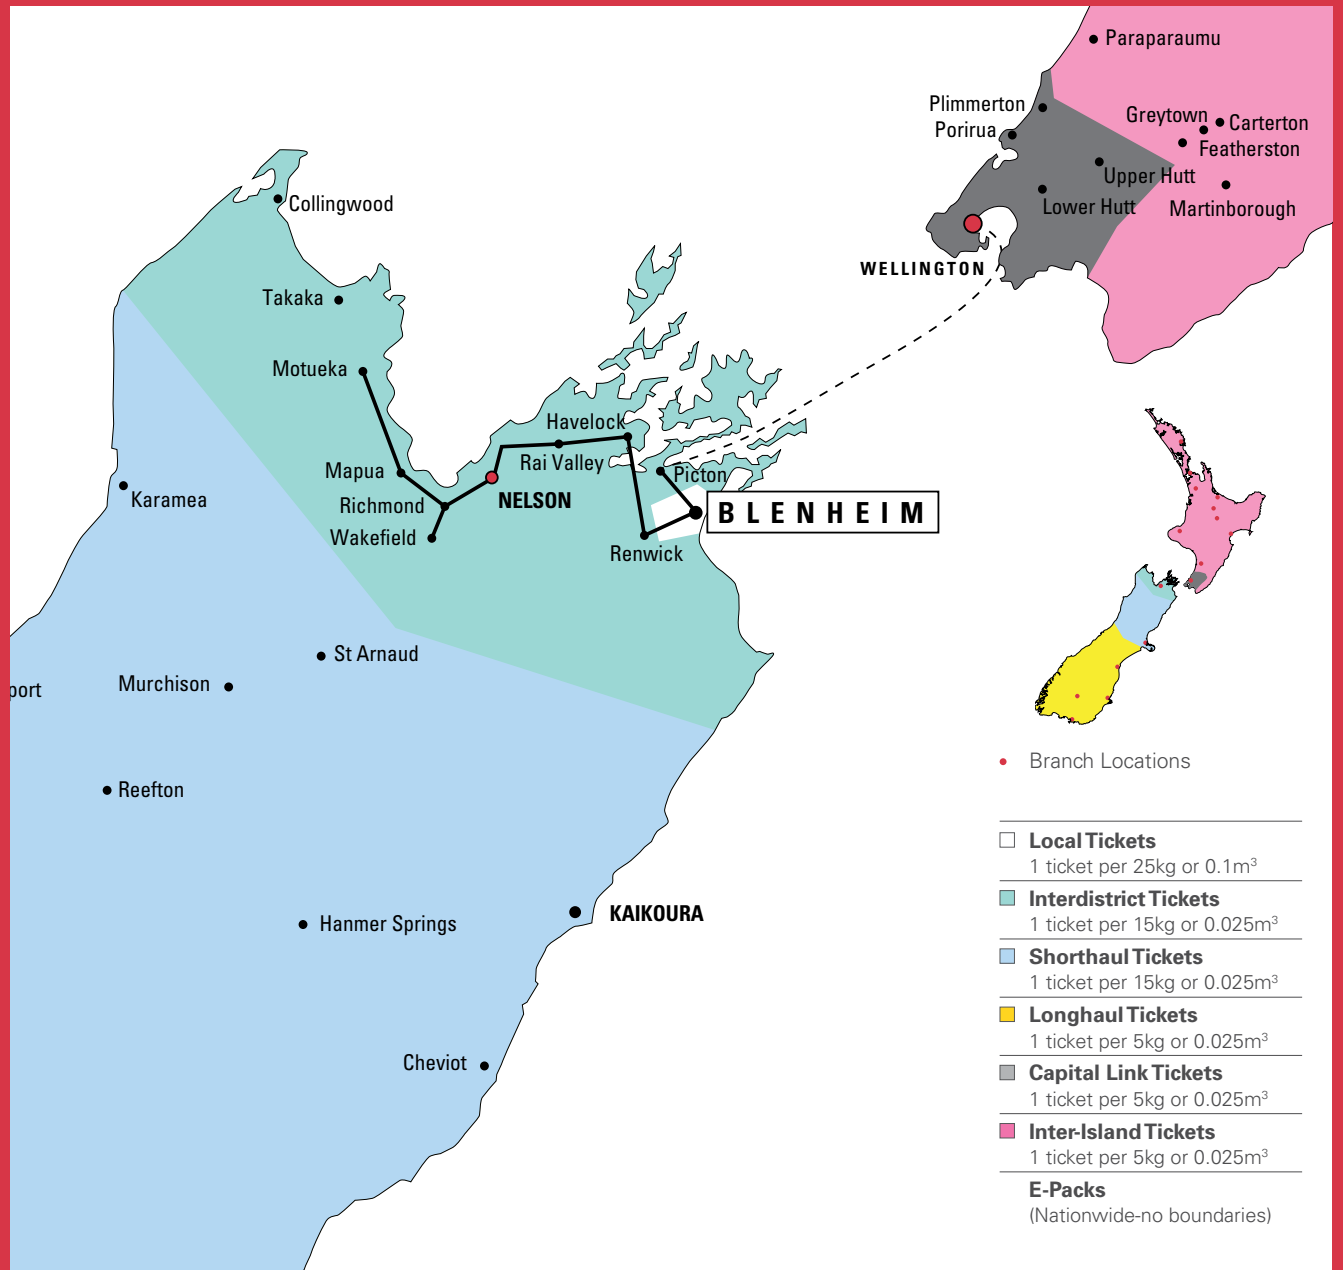 Paraparaumu
Plimmerton
Porirua
Greytown
Carterton
Featherston
Upper Hutt
Lower Hutt
Martinborough
WELLINGTON
Collingwood
Takaka
Motueka
Havelock
Rai Valley
Mapua
Picton
Richmond
NELSON
Karamea
BLENHEIM
Wakefield
Renwick
St Arnaud
Murchison
port
Reefton
Hanmer Springs
KAIKOURA
Cheviot
Branch Locations
Local Tickets
1 ticket per 25kg or 0.1m³
Interdistrict Tickets
1 ticket per 15kg or 0.025m³
Shorthaul Tickets
1 ticket per 15kg or 0.025m³
Longhaul Tickets
1 ticket per 5kg or 0.025m³
Capital Link Tickets
1 ticket per 5kg or 0.025m³
Inter-Island Tickets
1 ticket per 5kg or 0.025m³
E-Packs
(Nationwide-no boundaries)